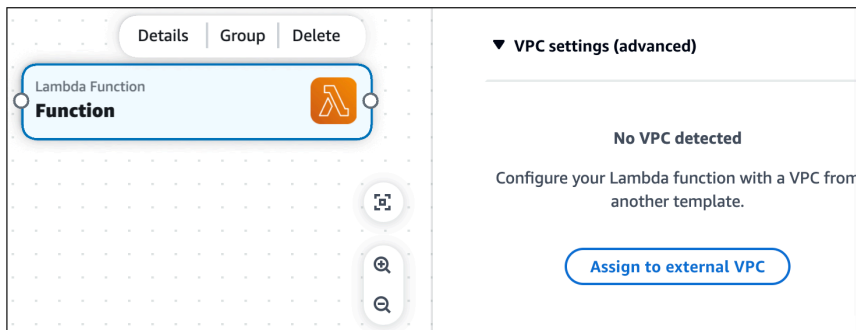 Details Group Delete
Lambda Function
Function
VPC settings (advanced)
No VPC detected
Configure your Lambda function with a VPC from
another template.
Assign to external VPC